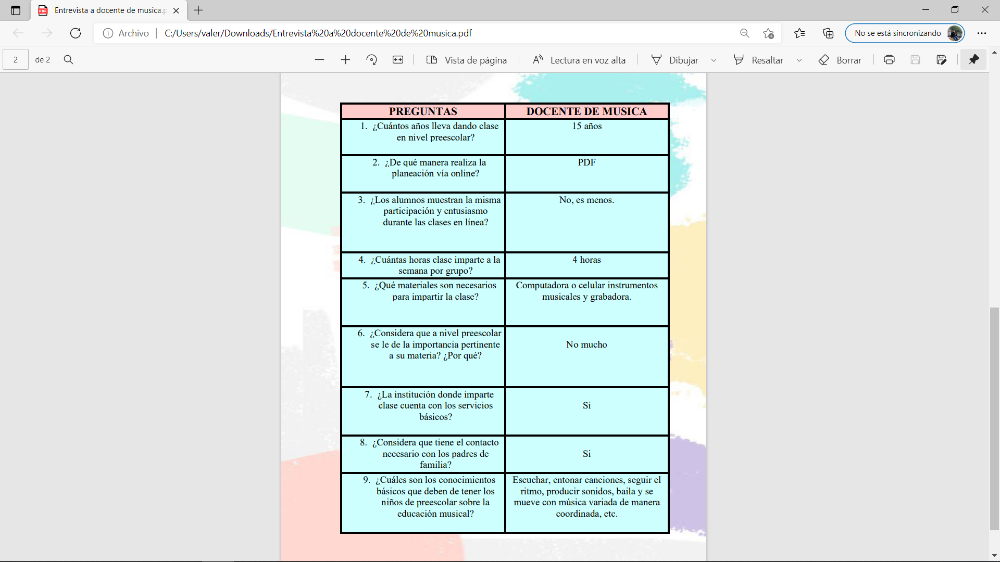 Entrevista a docente de musica.p
Archivo
C:/Users/valer/Downloads/Entrevista%20a%20docente%20de%20musica.pdf
No se está sincronizando
2
de 2
Vista de página
Lectura en voz alta
Dibujar
Resaltar
Borrar
PREGUNTAS
DOCENTE DE MUSICA
1. ¿Cuántos años lleva dando clase
en nivel preescolar?
15 años
2. ¿De qué manera realiza la
planeación vía online?
PDF
3. ¿Los alumnos muestran la misma
participación y entusiasmo
durante las clases en línea?
No, es menos.
4. ¿Cuántas horas clase imparte a la
semana por grupo?
4 horas
5. ¿Qué materiales son necesarios
para impartir la clase?
Computadora o celular instrumentos
musicales y grabadora.
6. ¿Considera que a nivel preescolar
se le de la importancia pertinente
a su materia? ¿Por qué?
No mucho
7. ¿La institución donde imparte
clase cuenta con los servicios
básicos?
Si
8. ¿Considera que tiene el contacto
necesario con los padres de
familia?
Si
9. ¿Cuáles son los conocimientos
básicos que deben de tener los
niños de preescolar sobre la
educación musical?
Escuchar, entonar canciones, seguir el
ritmo, producir sonidos, baila y se
mueve con música variada de manera
coordinada, etc.